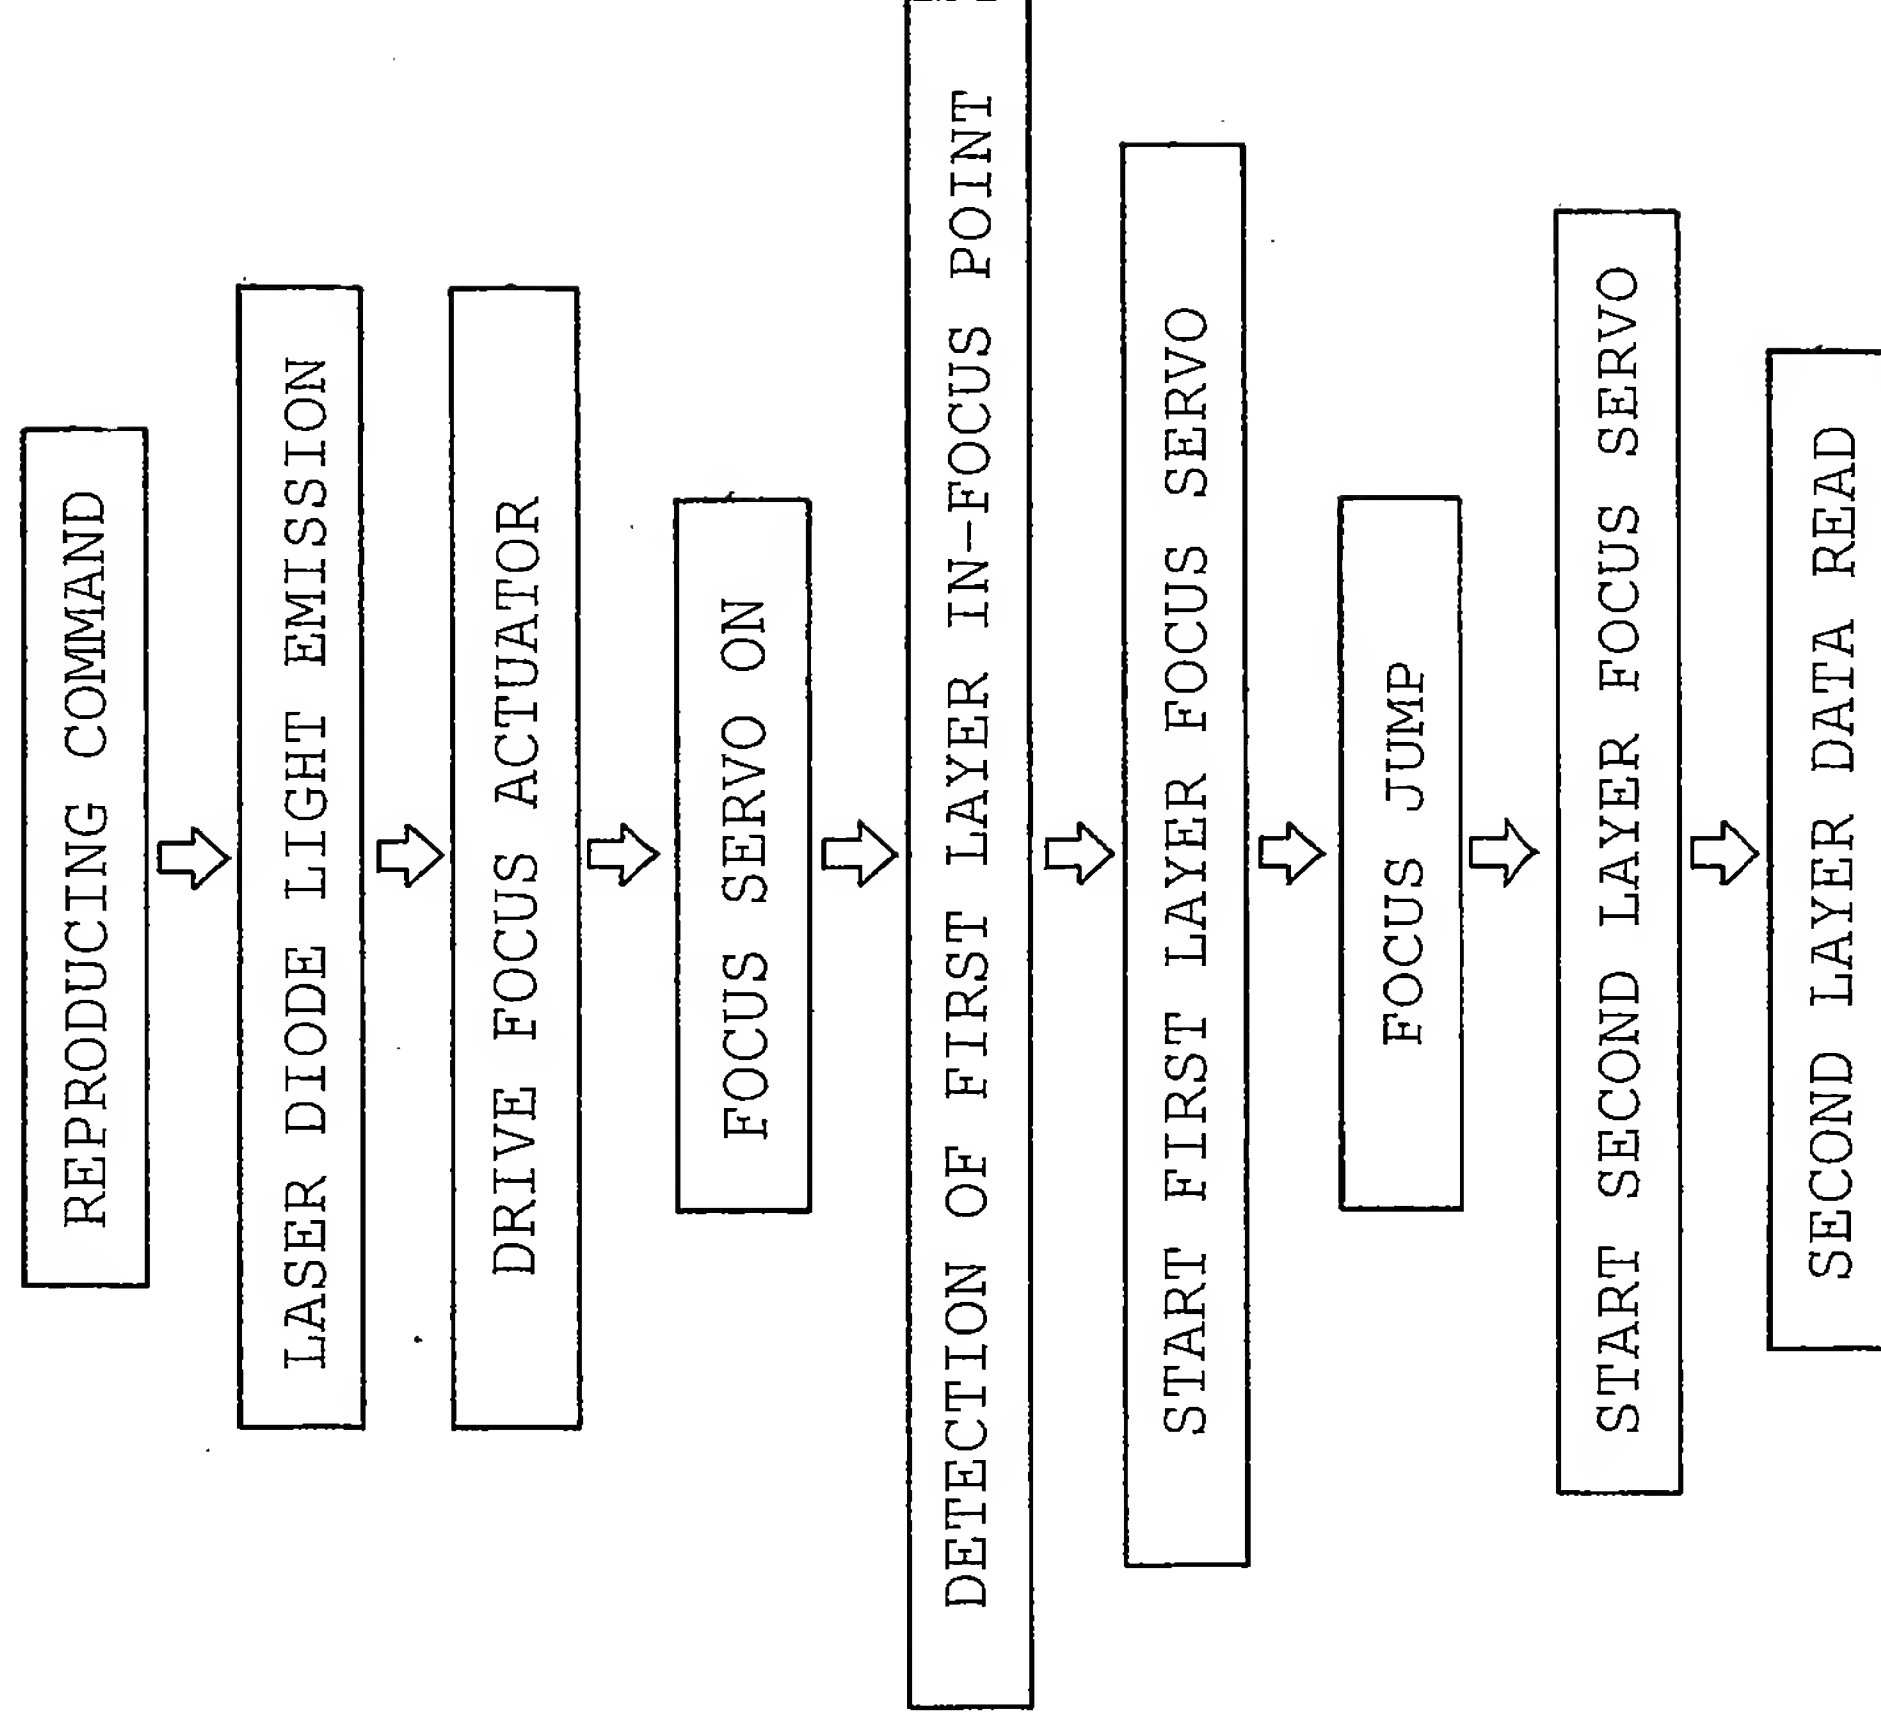 REPRODUCING COMMAND
LASER DIODE LIGHT EMISSION
DRIVE FOCUS ACTUATOR
FOCUS SERVO ON
DETECTION OF FIRST LAYER IN-FOCUS POINT
START FIRST LAYER FOCUS SERVO
FOCUS JUMP
START SECOND LAYER FOCUS SERVO
SECOND LAYER DATA READ